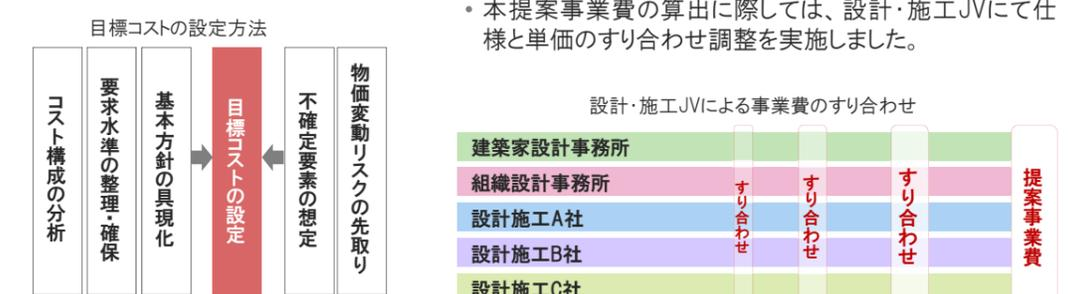 目標コストの設定方法
コスト構成の分析
要求水準の整理・確保
基本方針の具現化
目標コストの設定
不確定要素の想定
物価変動リスクの先取り
• 本提案事業費の算出に際しては、設計・施工JVにて仕
様と単価のすり合わせ調整を実施しました。
設計・施工JVによる事業費のすり合わせ
建築家設計事務所
組織設計事務所
設計施工A社
設計施工B社
設計施工C社
すり合わせ
すり合わせ
すり合わせ
提案事業費